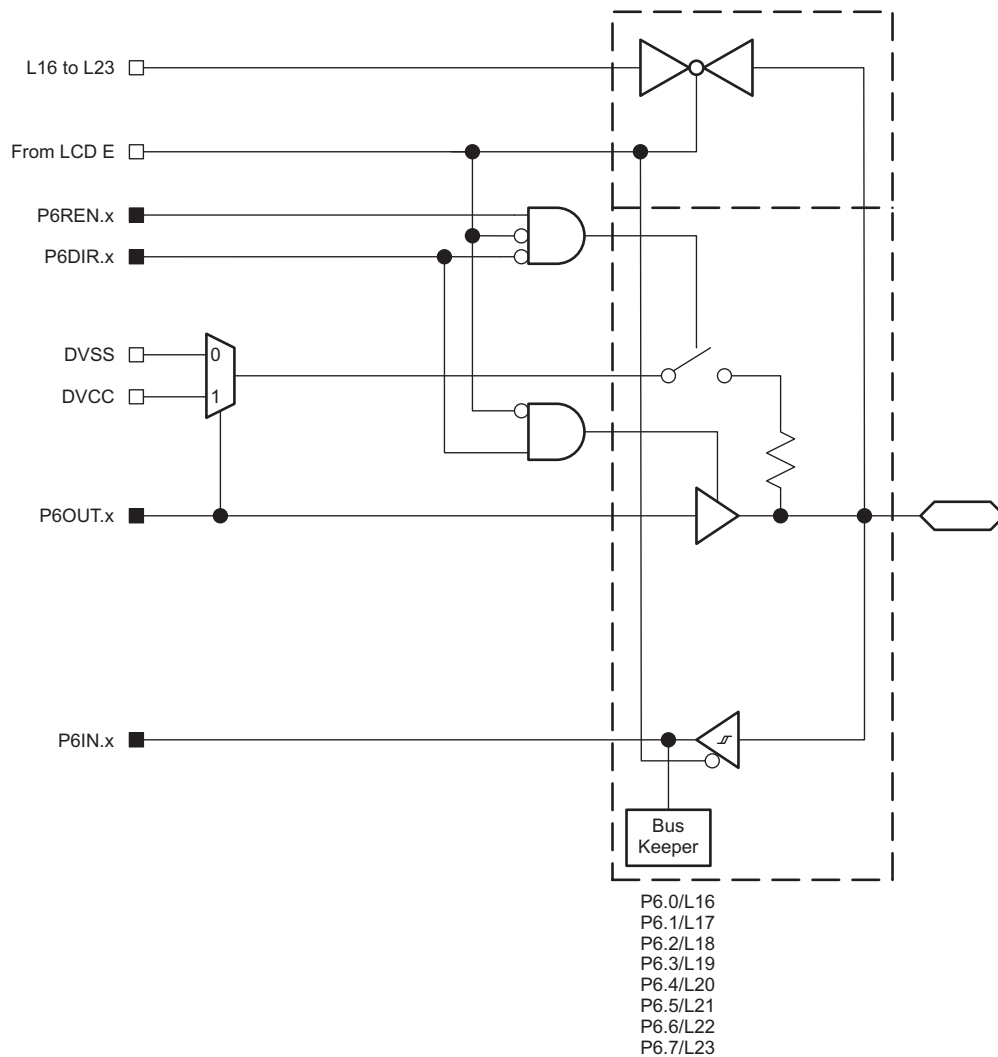 L16 to L23
From LCD E
P6REN.x
P6DIR.x
DVSS
0
DVCC
1
P6OUT.x
P6IN.x
Bus
Keeper
P6.0/L16
P6.1/L17
P6.2/L18
P6.3/L19
P6.4/L20
P6.5/L21
P6.6/L22
P6.7/L23